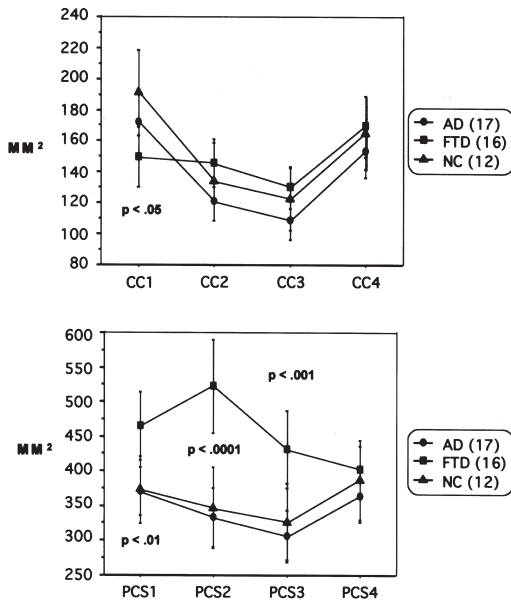 240
220
200
180
MM²
160
140
120
100
80
p < .05
CC1 CC2 CC3 CC4
AD (17)
FTD (16)
NC (12)
600
550
500
450
MM²
400
350
300
250
p < .001
p < .0001
p < .01
PCS1 PCS2 PCS3 PCS4
AD (17)
FTD (16)
NC (12)